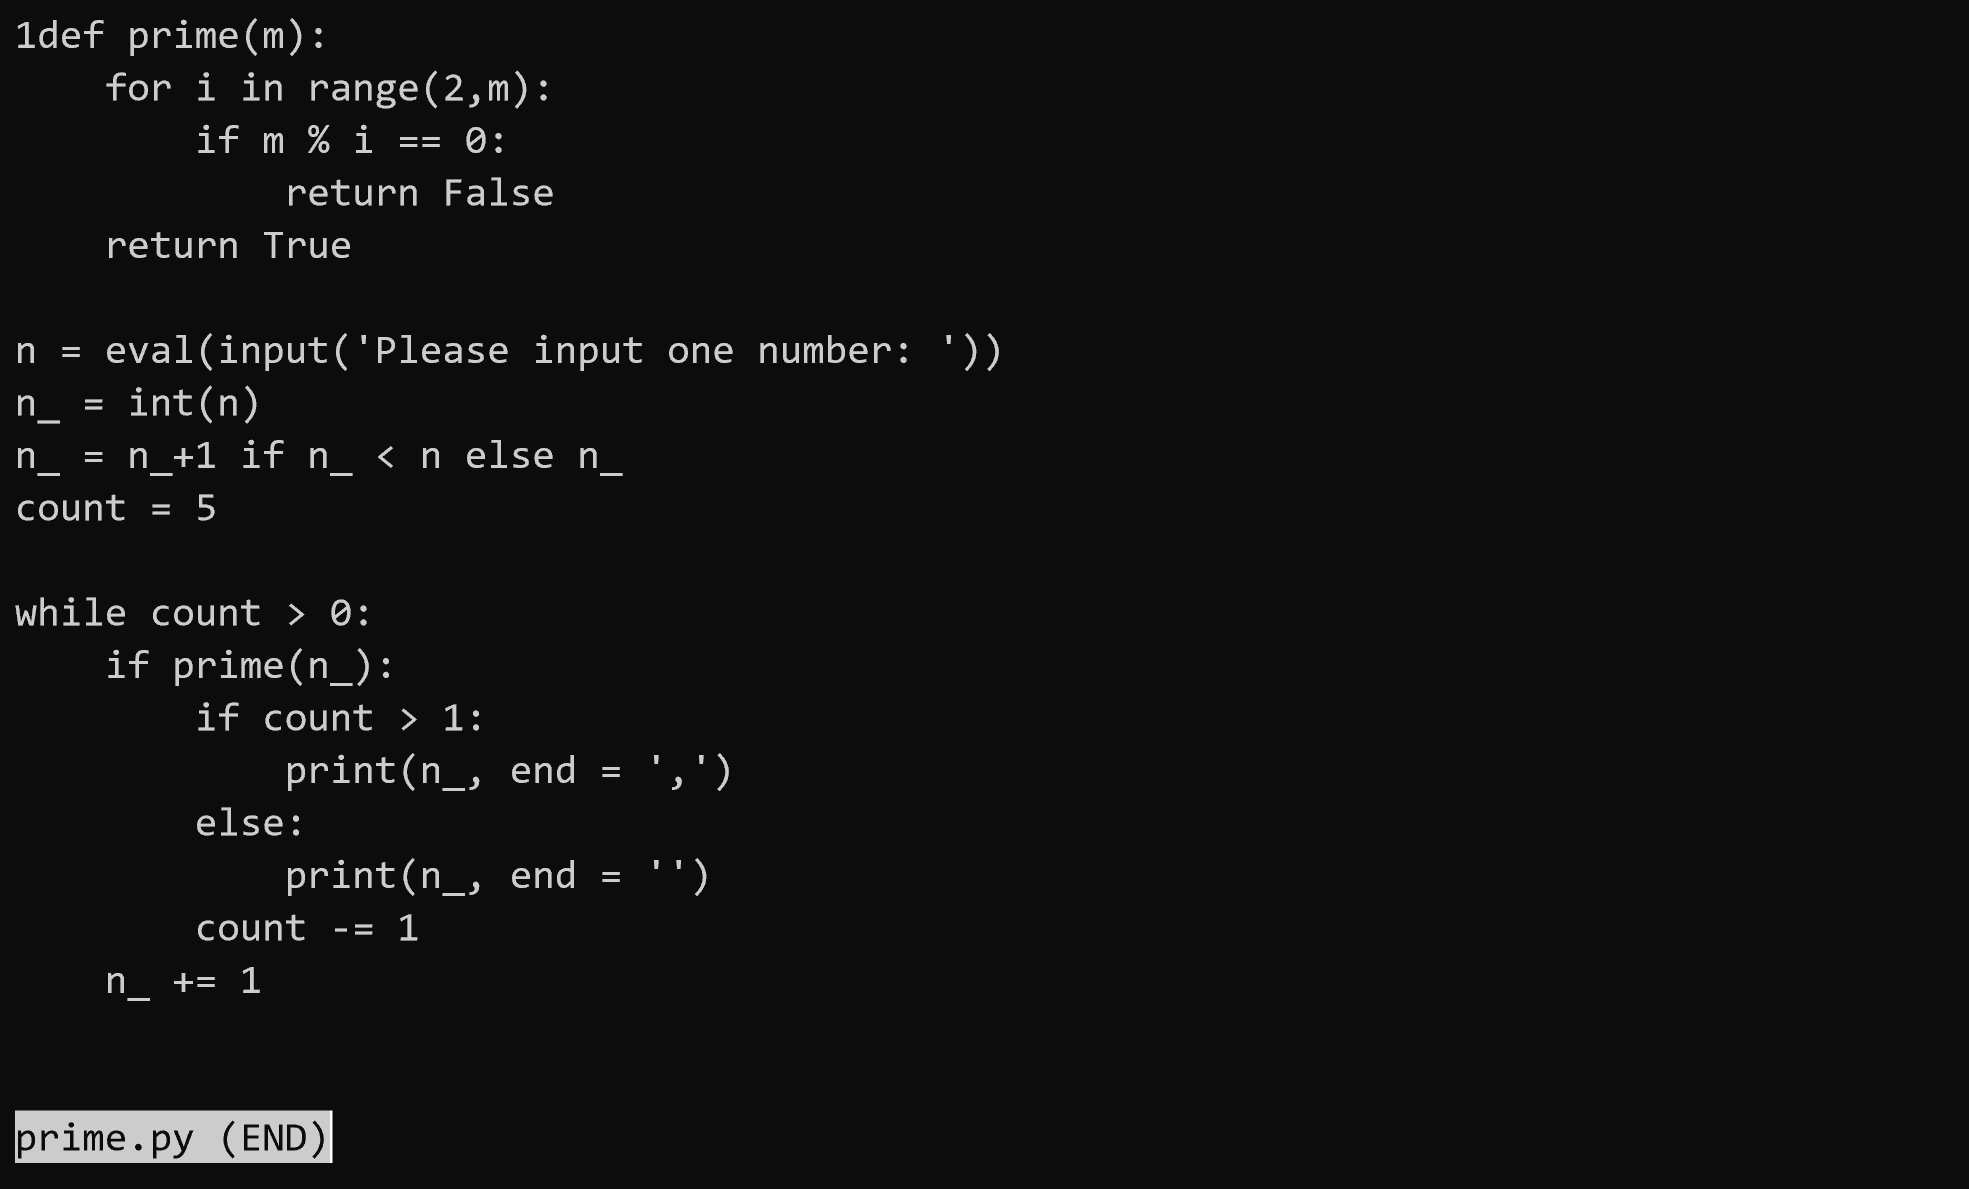 1def prime(m):
    for i in range(2,m):
        if m % i == 0:
            return False
    return True

n = eval(input('Please input one number: '))
n_ = int(n)
n_ = n_+1 if n_ < n else n_
count = 5

while count > 0:
    if prime(n_):
        if count > 1:
            print(n_, end = ',')
        else:
            print(n_, end = '')
        count -= 1
    n_ += 1

prime.py (END)